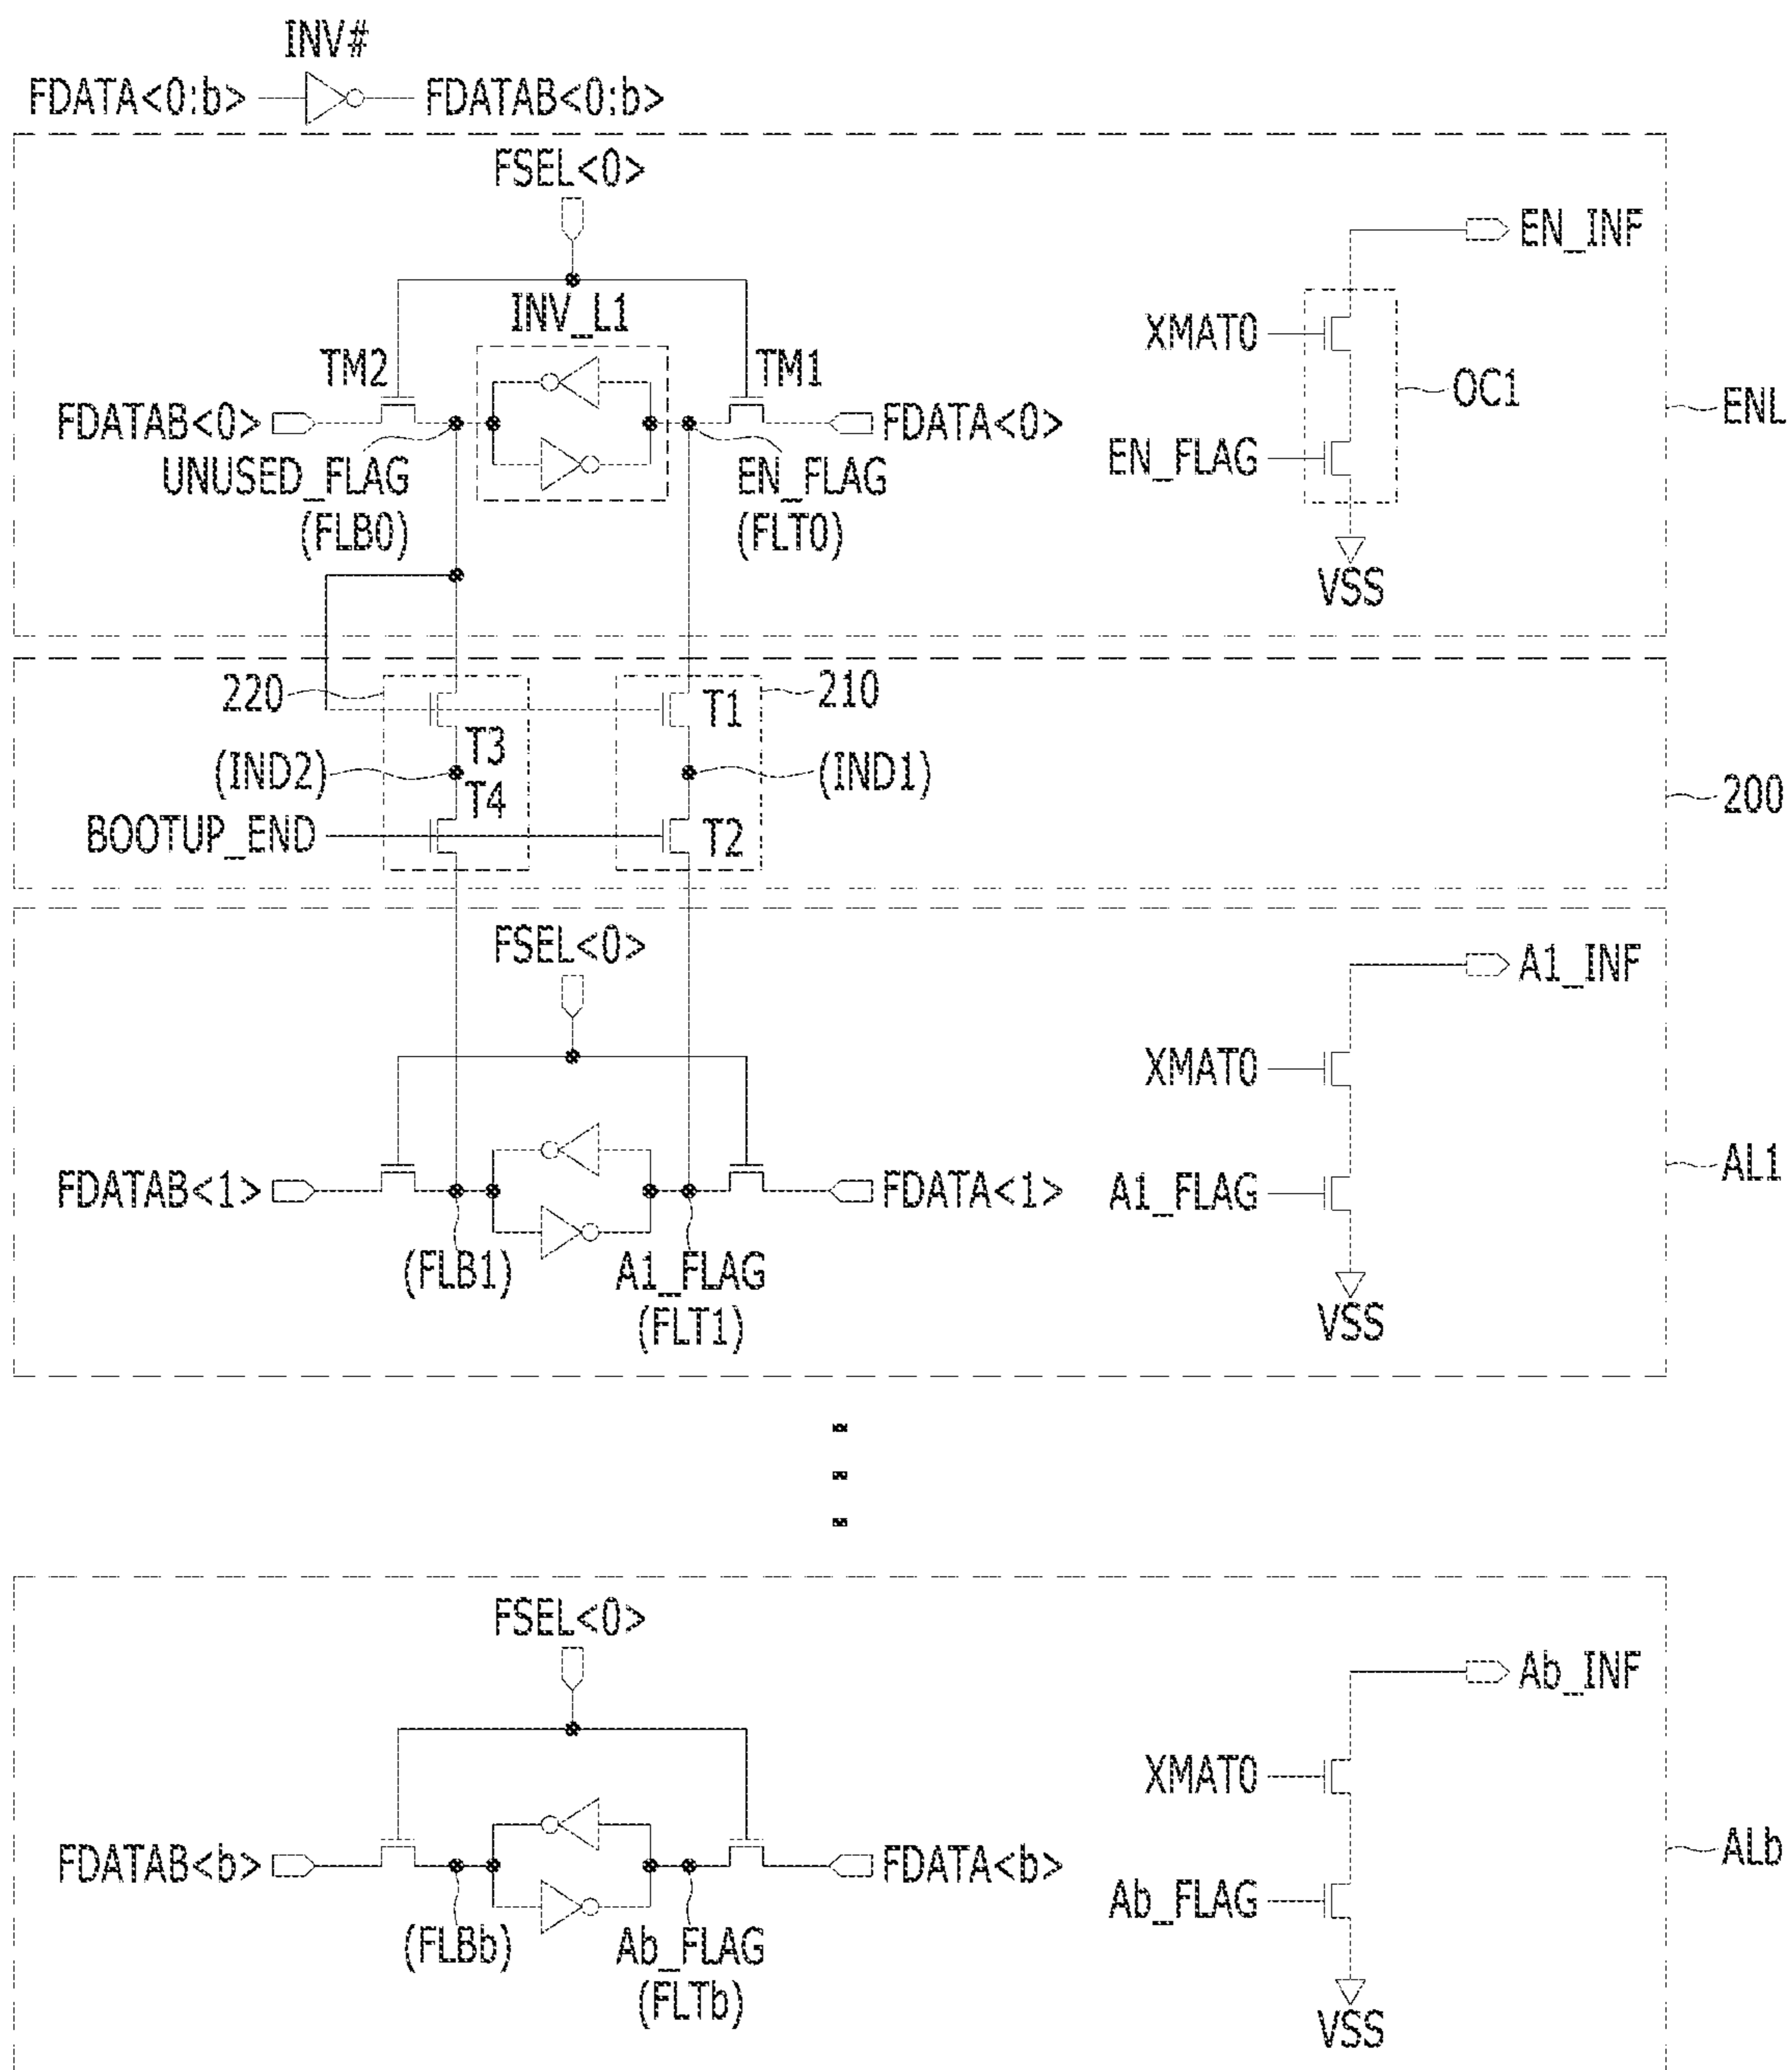 INV#
FDATA<0:b> FDATAB<0:b>
FSEL<0>
EN_INF
INV_L1
XMAT0
TM2 TM1
OC1
FDATAB<0> FDATA<0>
ENL
UNUSED_FLAG EN_FLAG
EN_FLAG
(FLB0) (FLT0)
VSS
220 T1 210
T3
(IND2) (IND1)
T4
200
BOOTUP_END T2
FSEL<0>
A1_INF
XMAT0
FDATAB<1> FDATA<1>
A1_FLAG
AL1
(FLB1) A1_FLAG
(FLT1)
VSS
FSEL<0>
Ab_INF
XMAT0
FDATAB<b> FDATA<b>
ALb
Ab_FLAG
(FLBb) Ab_FLAG
(FLTb)
VSS